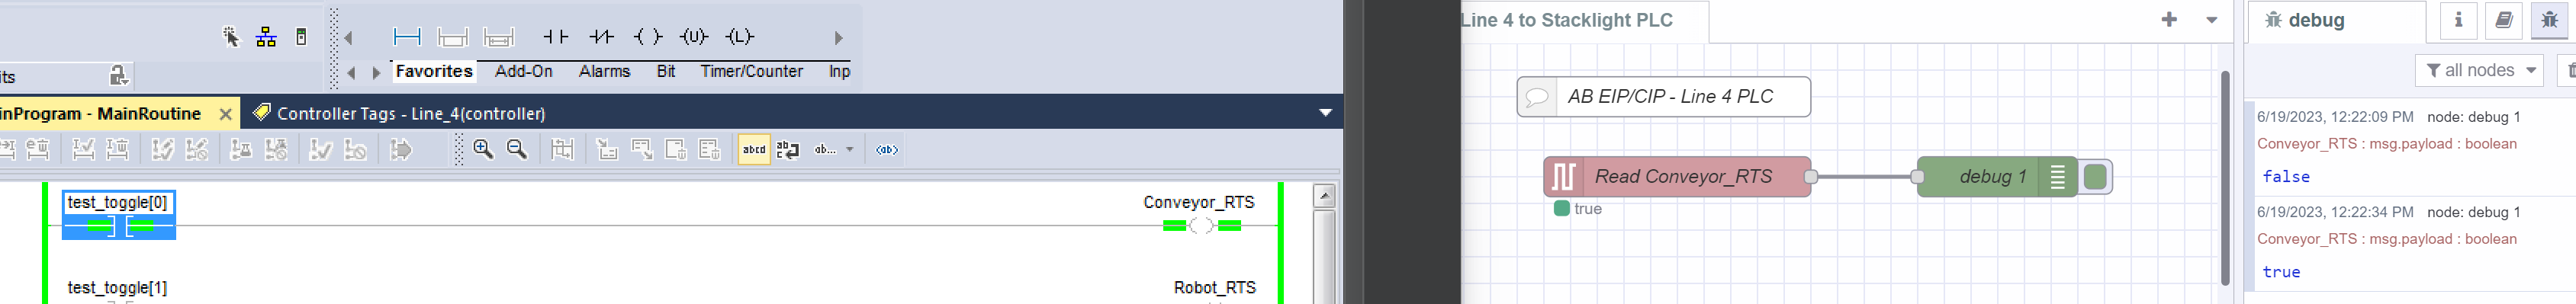 Favorites Add-On Alarms Bit Timer/Counter Inp
its
inProgram - MainRoutine
Controller Tags - Line_4(controller)
abcd
ab
ab...
<ab>
test_toggle[0]
Conveyor_RTS
test_toggle[1]
Robot_RTS
Line 4 to Stacklight PLC
AB EIP/CIP - Line 4 PLC
Read Conveyor_RTS
true
debug 1
debug
all nodes
6/19/2023, 12:22:09 PM node: debug 1
Conveyor_RTS : msg.payload : boolean
false
6/19/2023, 12:22:34 PM node: debug 1
Conveyor_RTS : msg.payload : boolean
true